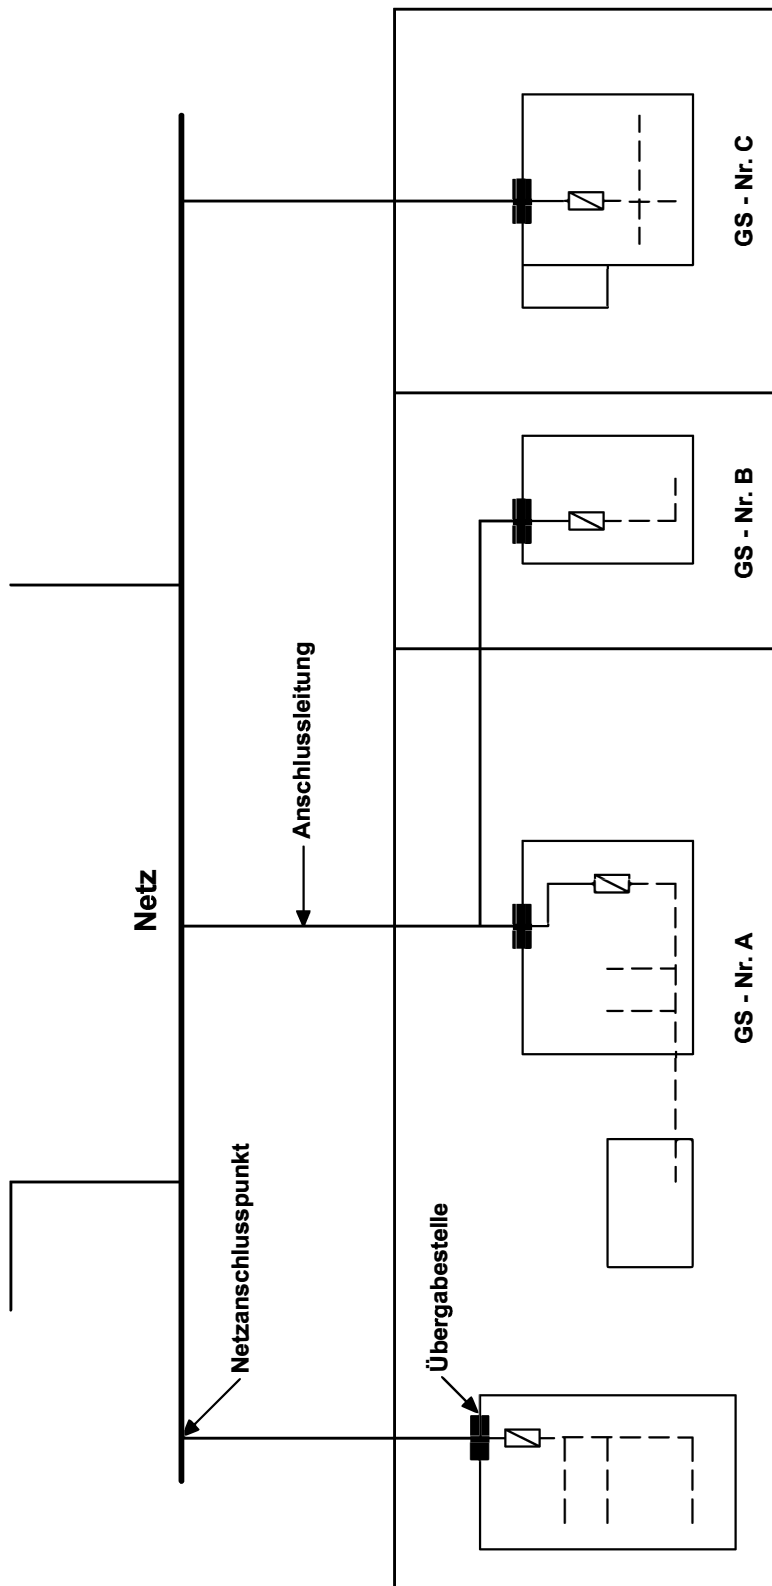 Netz
Netzanschlusspunkt
Anschlussleitung
Übergabestelle
GS - Nr. A
GS - Nr. B
GS - Nr. C